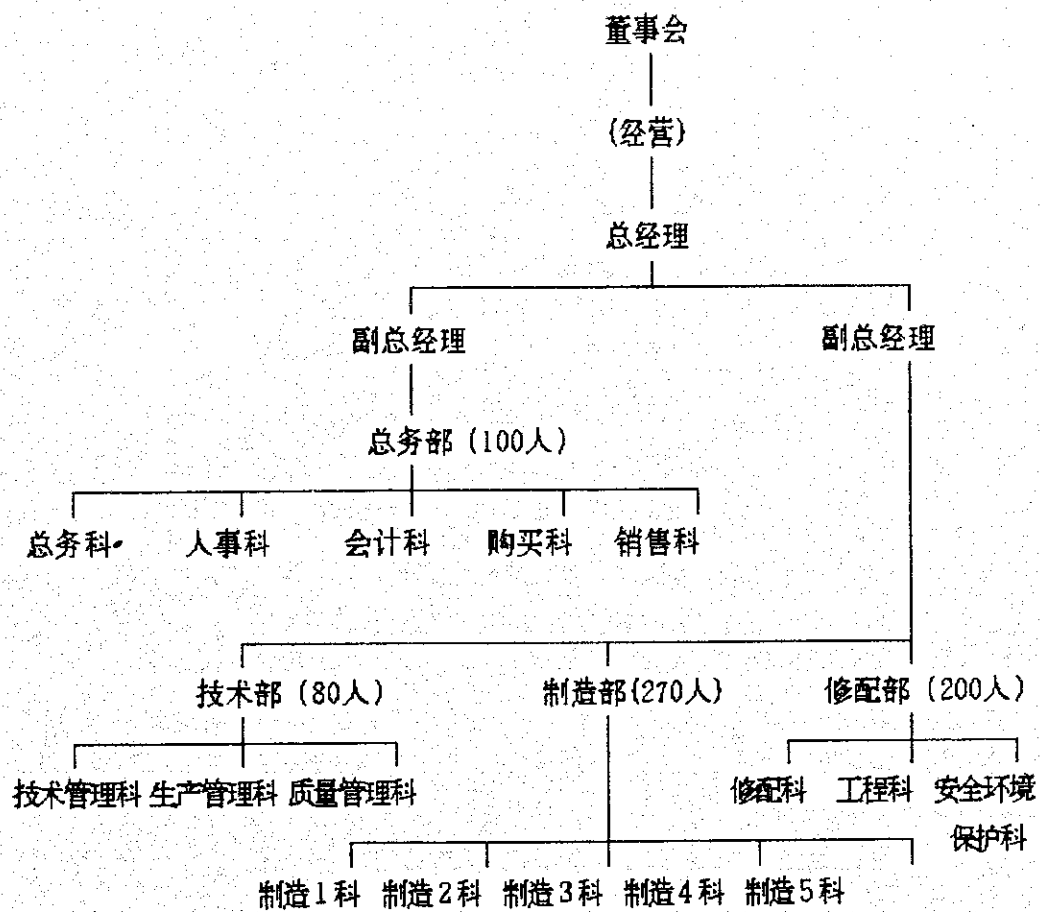 董事会
(经营)
总经理
副总经理 副总经理
总务部 (100人)
总务科 人事科 会计科 购买科 销售科
技术部 (80人) 制造部(270人) 修配部 (200人)
技术管理科 生产管理科 质量管理科 修配科 工程科 安全环境
保护科
制造1科 制造2科 制造3科 制造4科 制造5科